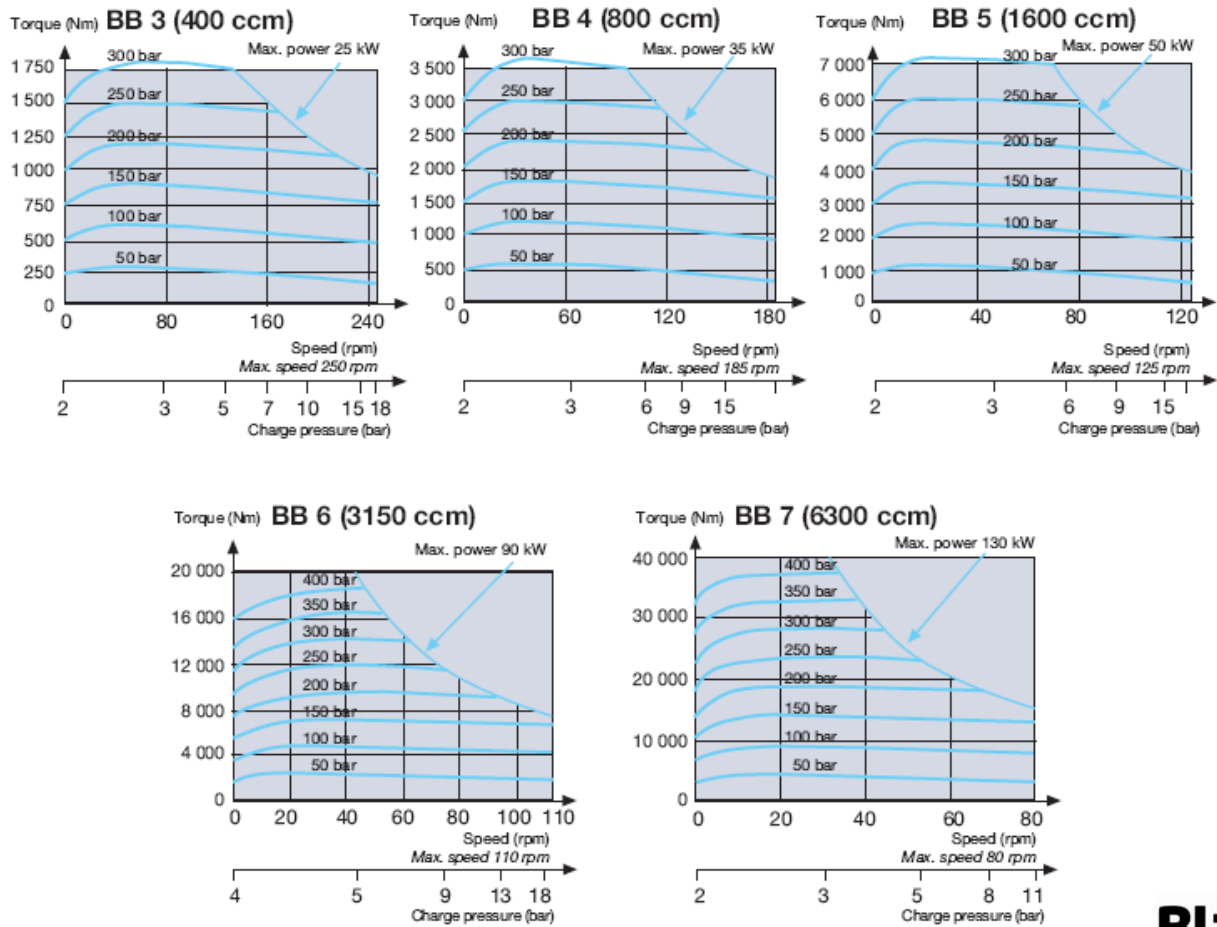 BB 3 (400 ccm)
Torque (Nm)
Max. power 25 kW
300 bar
250 bar
200 bar
150 bar
100 bar
50 bar
1 750
1 500
1 250
1 000
750
500
250
0
0 80 160 240
Speed (rpm)
Max. speed 250 rpm
2 3 5 7 10 15 18
Charge pressure (bar)
BB 4 (800 ccm)
Torque (Nm)
Max. power 35 kW
300 bar
250 bar
200 bar
150 bar
100 bar
50 bar
3 500
3 000
2 500
2 000
1 500
1 000
500
0
0 60 120 180
Speed (rpm)
Max. speed 185 rpm
2 3 6 9 15
Charge pressure (bar)
BB 5 (1600 ccm)
Torque (Nm)
Max. power 50 kW
300 bar
250 bar
200 bar
150 bar
100 bar
50 bar
7 000
6 000
5 000
4 000
3 000
2 000
1 000
0
0 40 80 120
Speed (rpm)
Max. speed 125 rpm
2 3 6 9 15
Charge pressure (bar)
BB 6 (3150 ccm)
Torque (Nm)
Max. power 90 kW
400 bar
350 bar
300 bar
250 bar
200 bar
150 bar
100 bar
50 bar
20 000
16 000
12 000
8 000
4 000
0
0 20 40 60 80 100 110
Speed (rpm)
Max. speed 110 rpm
4 5 9 13 18
Charge pressure (bar)
BB 7 (6300 ccm)
Torque (Nm)
Max. power 130 kW
400 bar
350 bar
300 bar
250 bar
200 bar
150 bar
100 bar
50 bar
40 000
30 000
20 000
10 000
0
0 20 40 60 80
Speed (rpm)
Max. speed 80 rpm
2 3 5 8 11
Charge pressure (bar)